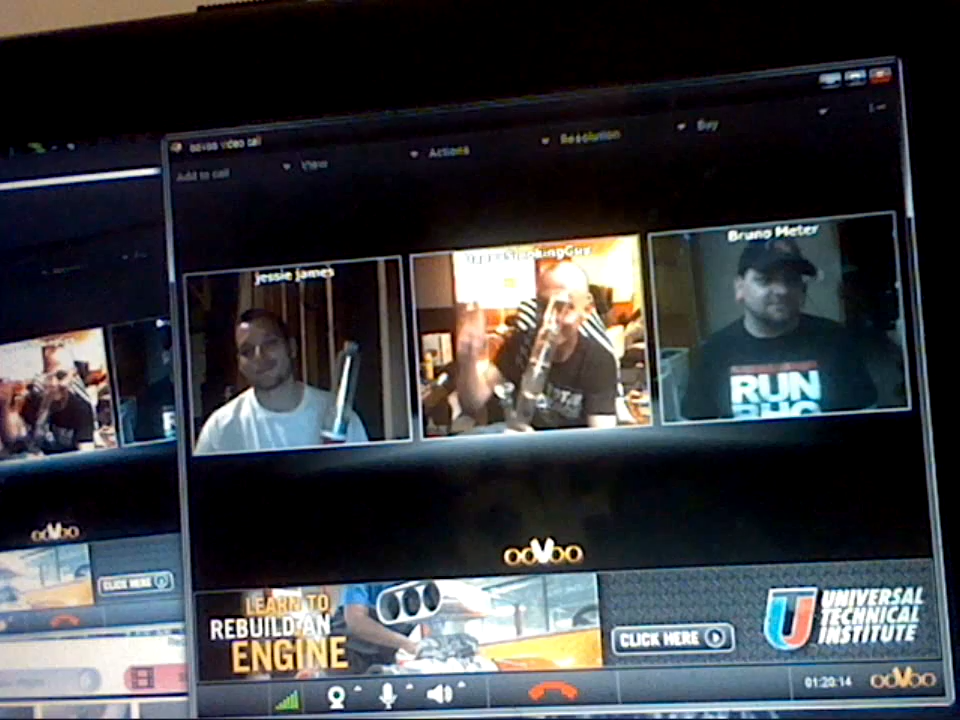 ooVoo video call
Add to call
View
Actions
Resolution
Buy
jessie james
Bruno Meter
RUN
ooVoo
ooVoo
LEARN TO
REBUILD AN
ENGINE
CLICK HERE
CLICK HERE
UNIVERSAL
TECHNICAL
INSTITUTE
01:20:14
ooVoo